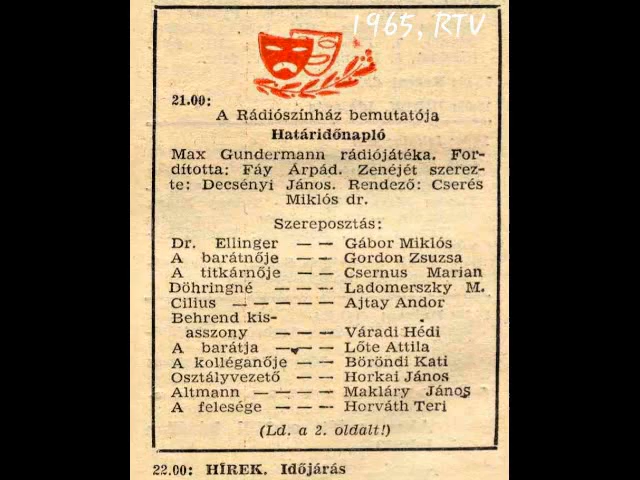 1965, RTV
21.00:
A Rádiószínház bemutatója
Határidőnapló
Max Gundermann rádiójátéka. For-
dította: Fáy Árpád. Zenéjét szerez-
te: Decsényi János. Rendező: Cserés
Miklós dr.
Szereposztás:
Dr. Ellinger — — Gábor Miklós
A barátnője — — Gordon Zsuzsa
A titkárnője — — Csernus Marian
Döhringné — — — Ladomerszky M.
Cilius — — — — Ajtay Andor
Behrend kis-
asszony — — — Váradi Hédi
A barátja — — — Lőte Attila
A kolléganője — — Böröndi Kati
Osztályvezető — — Horkai János
Altmann — — — Makláry János
A felesége — — — Horváth Teri
(Ld. a 2. oldalt!)
22.00: HÍREK. Időjárás